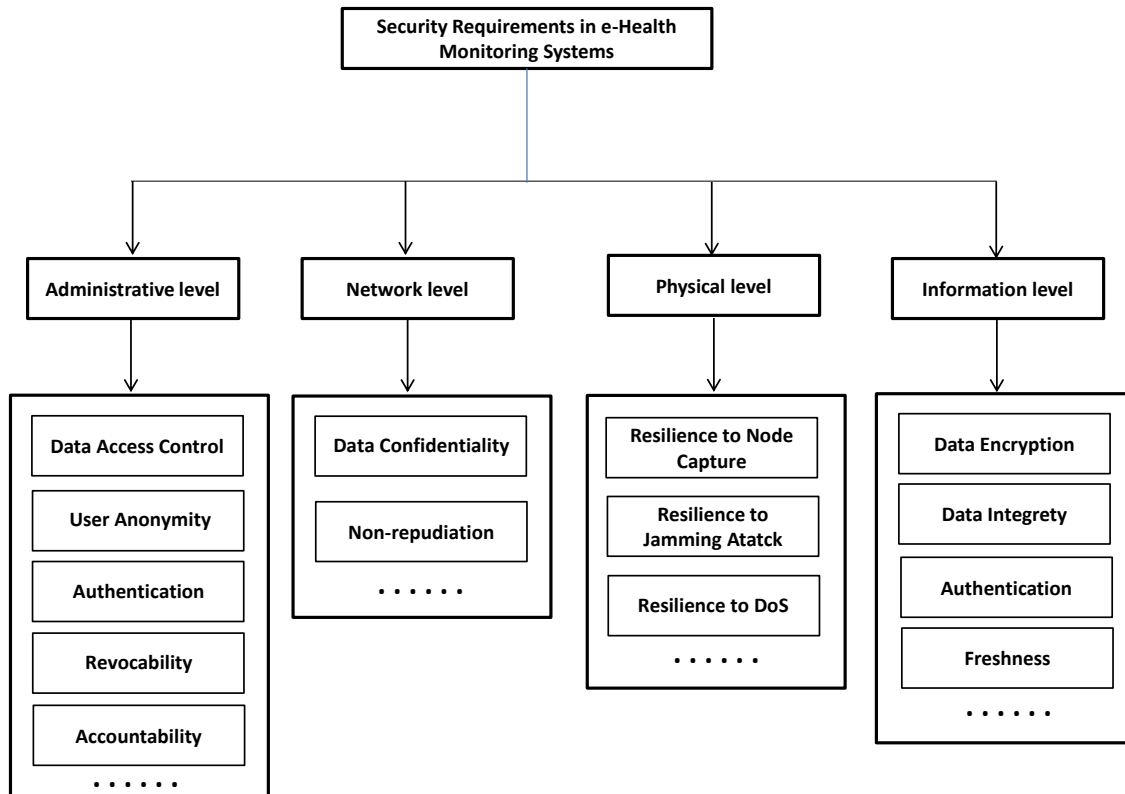 Security Requirements in e-Health
Monitoring Systems
Administrative level
Network level
Physical level
Information level
Data Access Control
User Anonymity
Authentication
Revocability
Accountability
. . . . . .
Data Confidentiality
Non-repudiation
. . . . . .
Resilience to Node
Capture
Resilience to
Jamming Atatck
Resilience to DoS
. . . . . .
Data Encryption
Data Integrety
Authentication
Freshness
. . . . . .